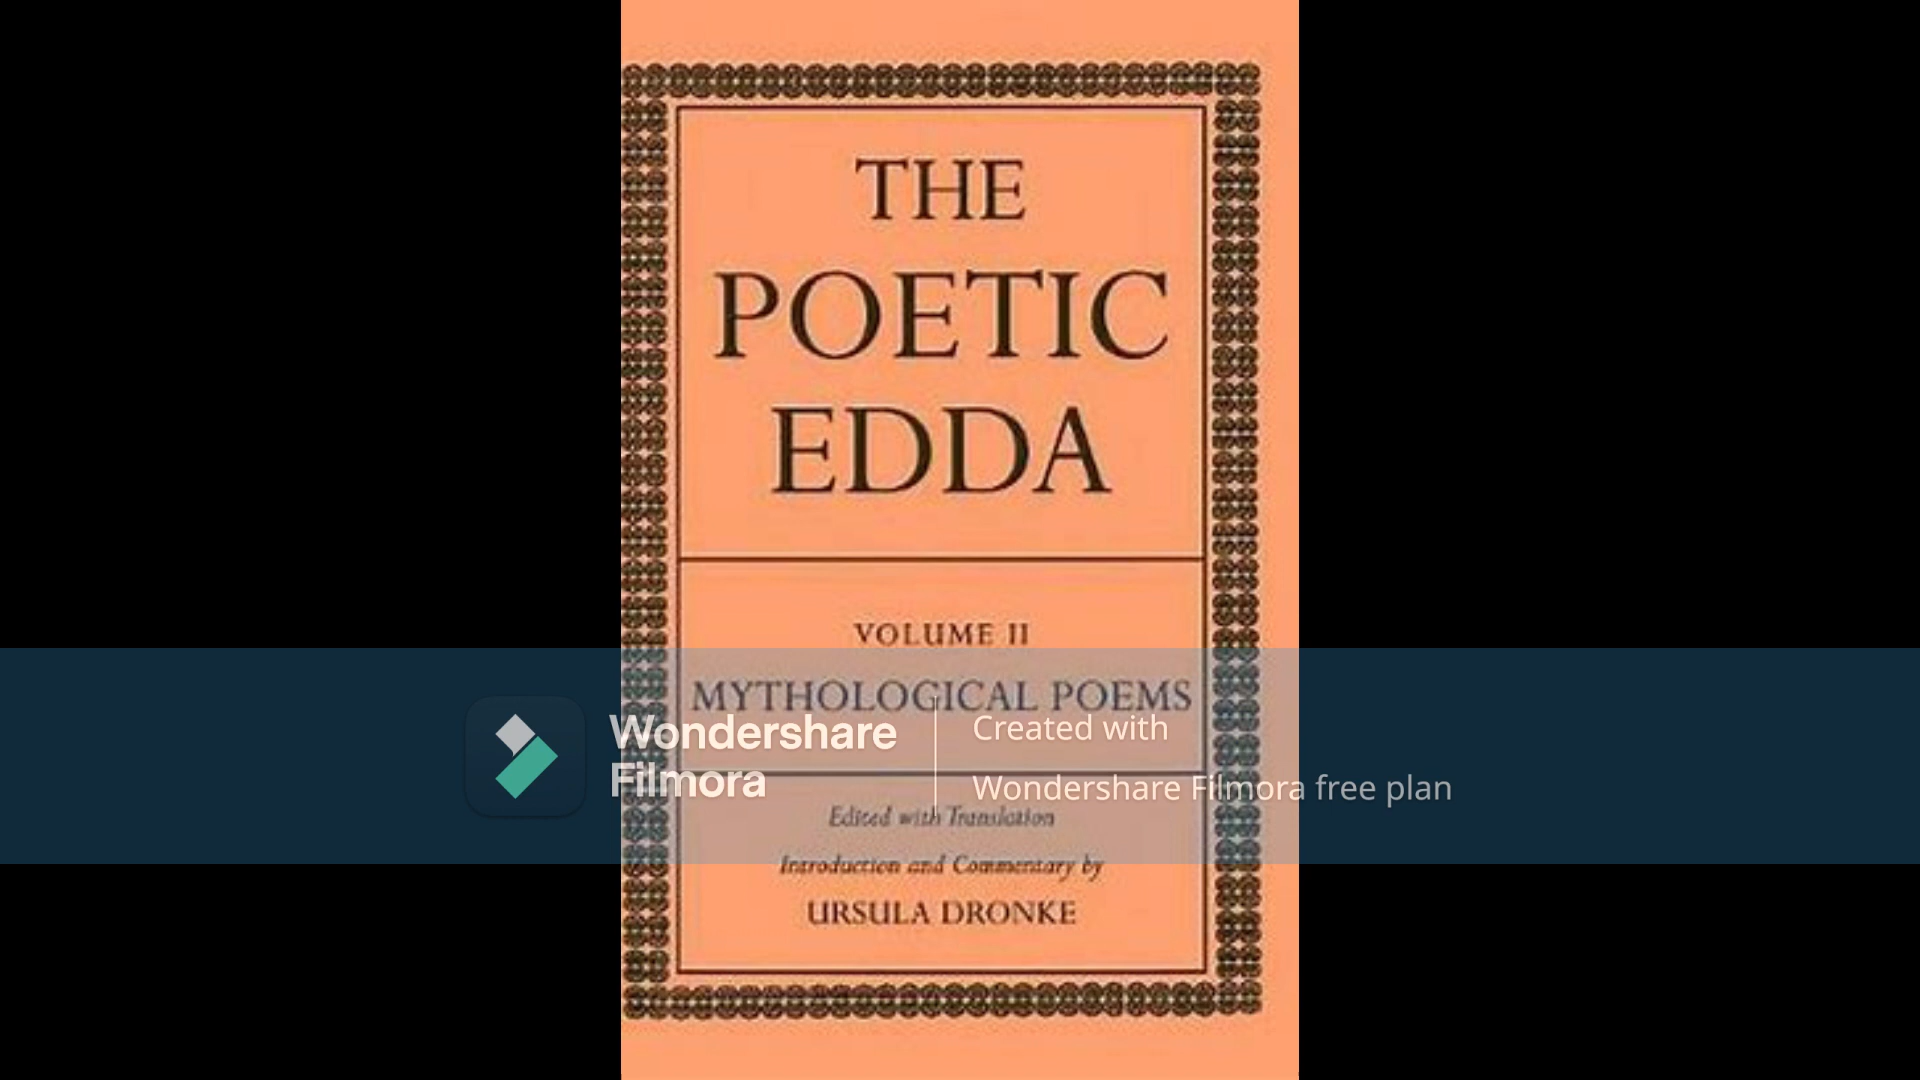 THE
POETIC
EDDA
VOLUME II
MYTHOLOGICAL POEMS
Wondershare
Filmora
Created with
Wondershare Filmora free plan
Edited with Translation
Introduction and Commentary by
URSULA DRONKE